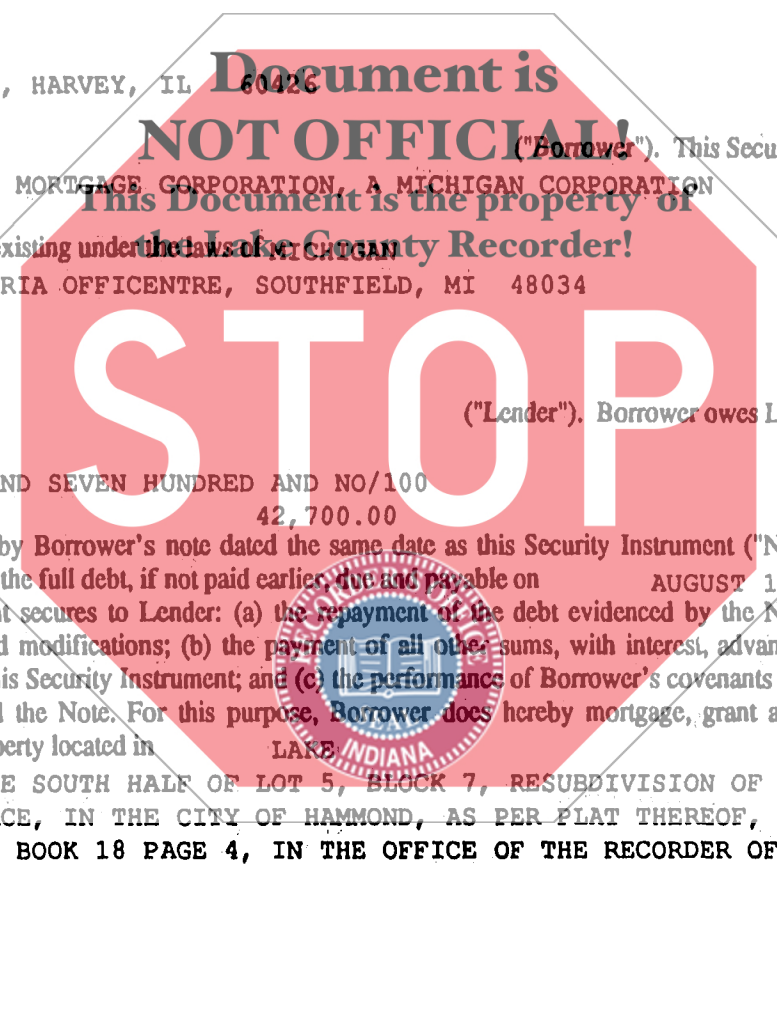 , HARVEY, IL 60426
Document is
NOT OFFICIAL!
("Borrower"). This Secu
MORTGAGE CORPORATION, A MICHIGAN CORPORATION
This Document is the property of
the Lake County Recorder!
xisting under the laws of MICHIGAN
RIA OFFICENTRE, SOUTHFIELD, MI 48034
STOP
("Lender"). Borrower owes L
ND SEVEN HUNDRED AND NO/100
42,700.00
by Borrower's note dated the same date as this Security Instrument ("N
the full debt, if not paid earlier, due and payable on AUGUST 1
t secures to Lender: (a) the repayment of the debt evidenced by the N
d modifications; (b) the payment of all other sums, with interest, advan
is Security Instrument; and (c) the performance of Borrower's covenants
d the Note. For this purpose, Borrower does hereby mortgage, grant a
perty located in LAKE
RECORDER'S OFFICE
INDIANA
E SOUTH HALF OF LOT 5, BLOCK 7, RESUBDIVISION OF
CE, IN THE CITY OF HAMMOND, AS PER PLAT THEREOF,
BOOK 18 PAGE 4, IN THE OFFICE OF THE RECORDER OF